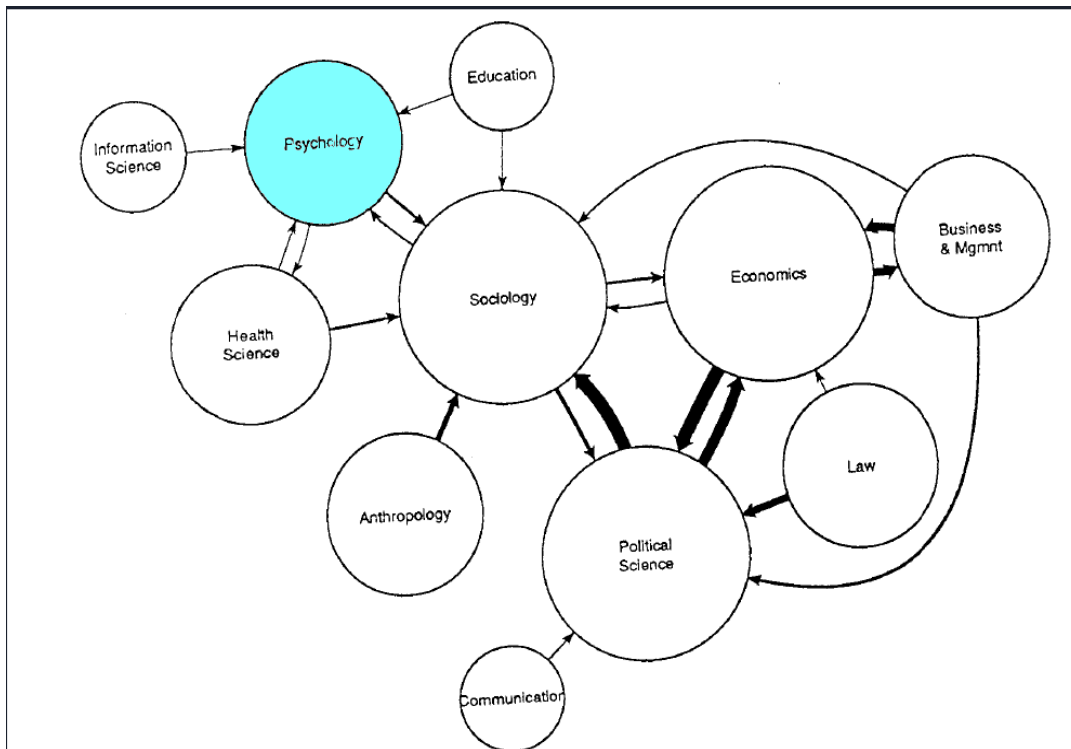 Education
Psychology
Information
Science
Business
& Mgmnt
Economics
Sociology
Health
Science
Law
Anthropology
Political
Science
Communication